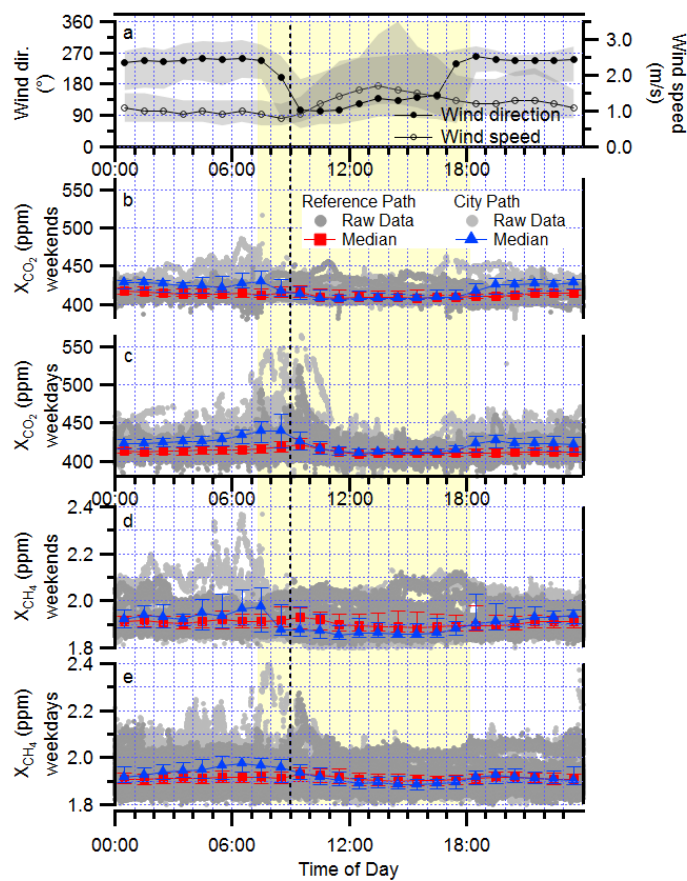 360
270
180
90
0
Wind dir.
(°)
a
3.0
2.0
1.0
0.0
Wind speed
(m/s)
Wind direction
Wind speed
00:00 06:00 12:00 18:00
550
500
450
400
XCO2 (ppm)
weekends
b
Reference Path City Path
Raw Data Raw Data
Median Median
550
500
450
400
XCO2 (ppm)
weekdays
c
00:00 06:00 12:00 18:00
2.4
2.2
2.0
1.8
XCH4 (ppm)
weekends
d
2.4
2.2
2.0
1.8
XCH4 (ppm)
weekdays
e
00:00 06:00 12:00 18:00
Time of Day